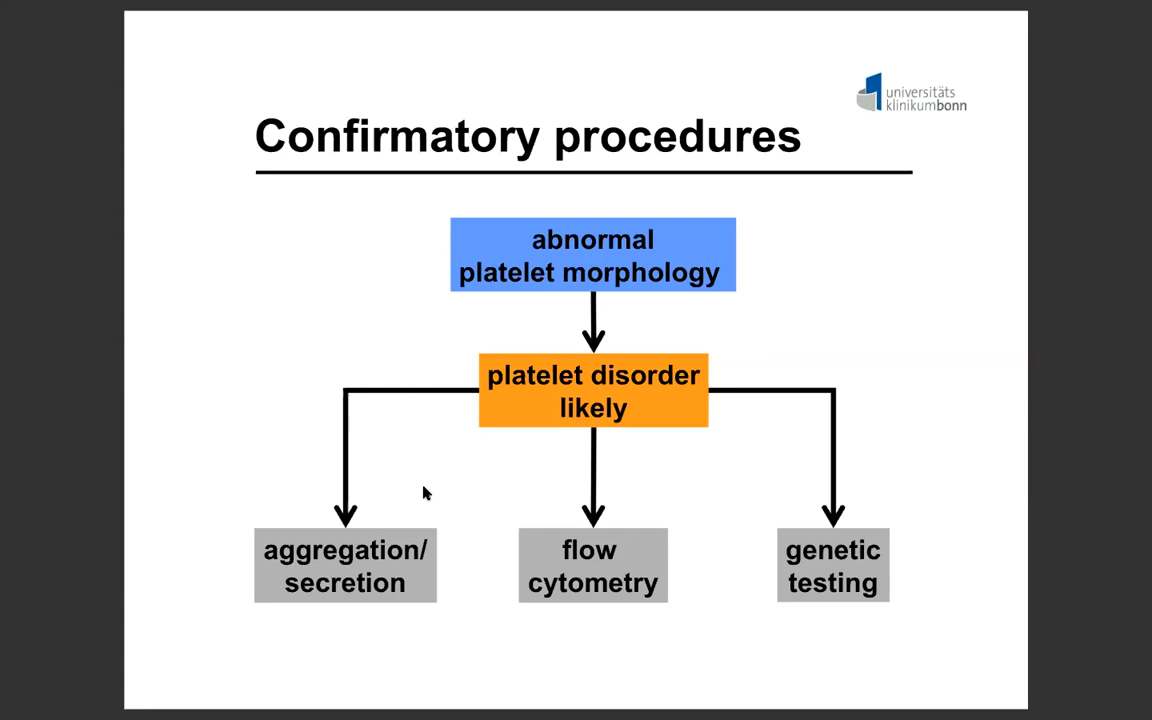 universitäts
klinikumbonn
Confirmatory procedures
abnormal
platelet morphology
platelet disorder
likely
aggregation/
secretion
flow
cytometry
genetic
testing